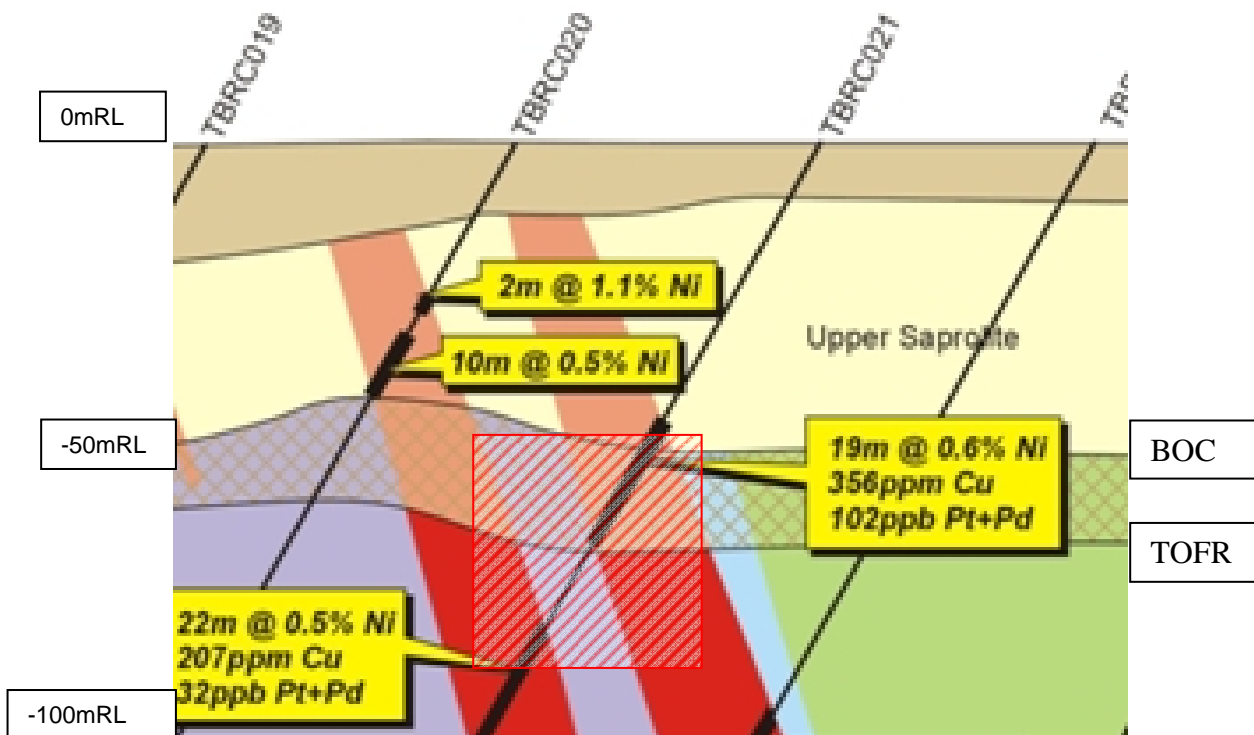 TBRC019
TBRC020
TBRC021
0mRL
2m @ 1.1% Ni
Upper Saprolite
10m @ 0.5% Ni
-50mRL
19m @ 0.6% Ni
356ppm Cu
102ppb Pt+Pd
BOC
TOFR
22m @ 0.5% Ni
207ppm Cu
32ppb Pt+Pd
-100mRL